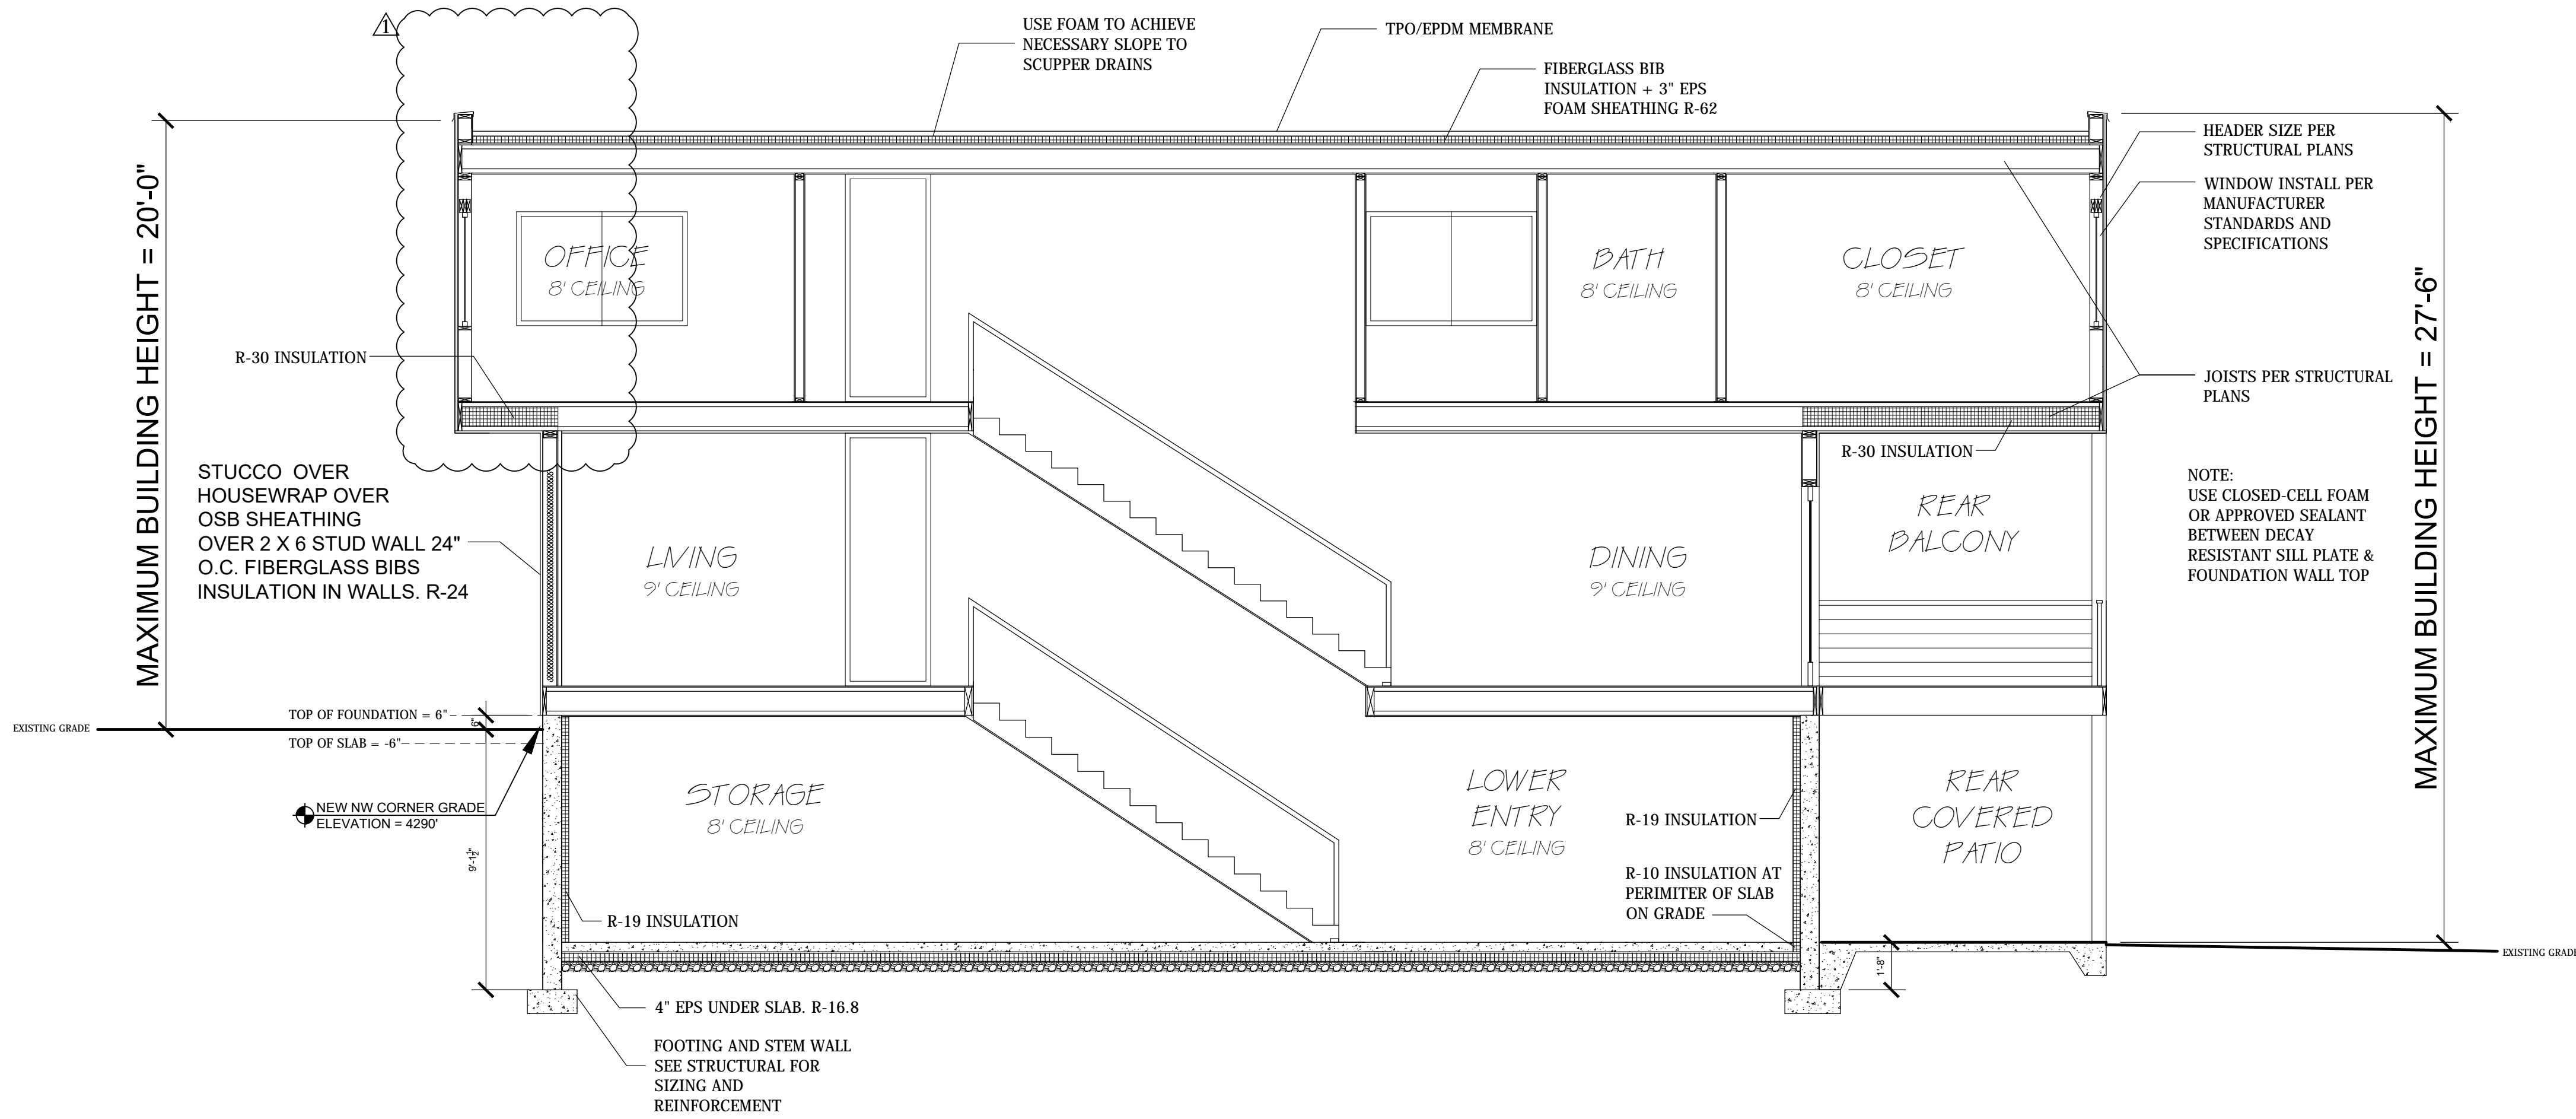 1
USE FOAM TO ACHIEVE
NECESSARY SLOPE TO
SCUPPER DRAINS
TPO/EPDM MEMBRANE
FIBERGLASS BIB
INSULATION + 3" EPS
FOAM SHEATHING R-62
HEADER SIZE PER
STRUCTURAL PLANS
WINDOW INSTALL PER
MANUFACTURER
STANDARDS AND
SPECIFICATIONS
MAXIMUM BUILDING HEIGHT = 20'-0"
OFFICE
8' CEILING
BATH
8' CEILING
CLOSET
8' CEILING
MAXIMUM BUILDING HEIGHT = 27'-6"
R-30 INSULATION
JOISTS PER STRUCTURAL
PLANS
R-30 INSULATION
STUCCO OVER
HOUSEWRAP OVER
OSB SHEATHING
OVER 2 X 6 STUD WALL 24"
O.C. FIBERGLASS BIBS
INSULATION IN WALLS. R-24
LIVING
9' CEILING
DINING
9' CEILING
REAR
BALCONY
NOTE:
USE CLOSED-CELL FOAM
OR APPROVED SEALANT
BETWEEN DECAY
RESISTANT SILL PLATE &
FOUNDATION WALL TOP
TOP OF FOUNDATION = 6"
6"
EXISTING GRADE
TOP OF SLAB = -6"
NEW NW CORNER GRADE
ELEVATION = 4290'
9'-1 1/2"
STORAGE
8' CEILING
LOWER
ENTRY
8' CEILING
R-19 INSULATION
REAR
COVERED
PATIO
R-10 INSULATION AT
PERIMITER OF SLAB
ON GRADE
R-19 INSULATION
1'-8"
EXISTING GRADE
4" EPS UNDER SLAB. R-16.8
FOOTING AND STEM WALL
SEE STRUCTURAL FOR
SIZING AND
REINFORCEMENT